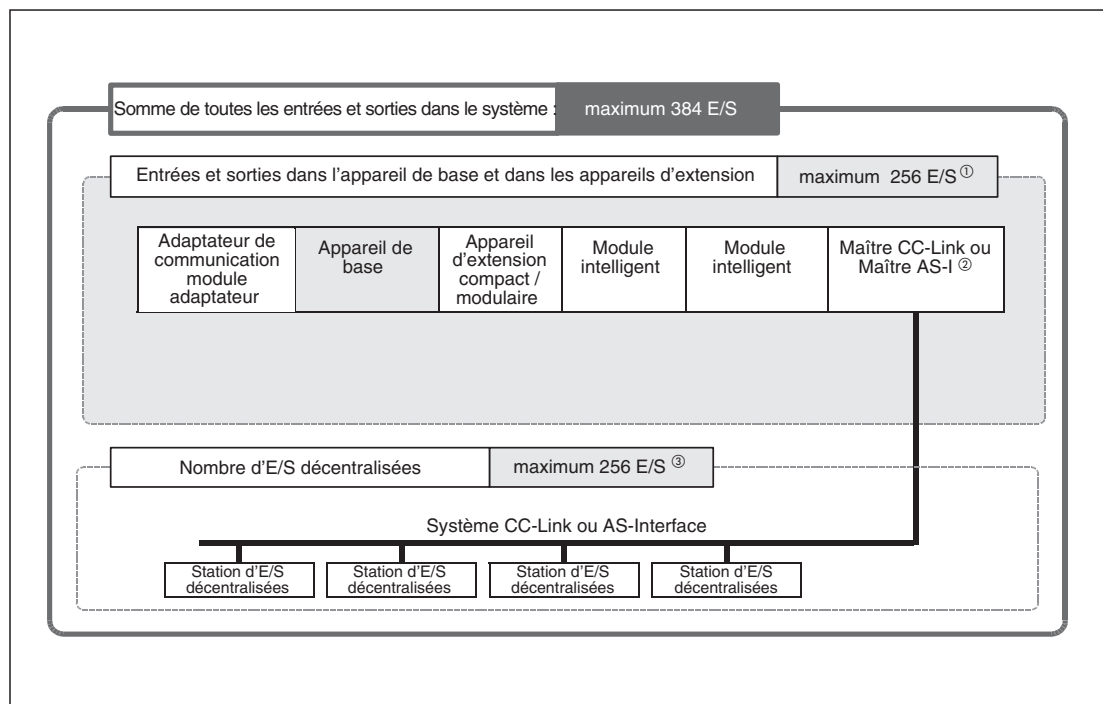 Somme de toutes les entrées et sorties dans le système : maximum 384 E/S
Entrées et sorties dans l'appareil de base et dans les appareils d'extension maximum 256 E/S ①
Adaptateur de
communication
module
adaptateur
Appareil de
base
Appareil
d'extension
compact /
modulaire
Module
intelligent
Module
intelligent
Maître CC-Link ou
Maître AS-I ②
Nombre d'E/S décentralisées maximum 256 E/S ③
Système CC-Link ou AS-Interface
Station d'E/S
décentralisées
Station d'E/S
décentralisées
Station d'E/S
décentralisées
Station d'E/S
décentralisées